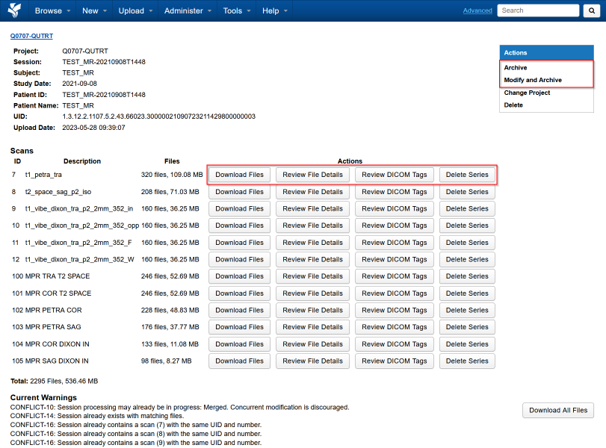 Browse New Upload Administer Tools Help Advanced Search
Q0707-QUTRT
Project: Q0707-QUTRT
Session: TEST_MR-20210908T1448
Subject: TEST_MR
Study Date: 2021-09-08
Patient ID: TEST_MR-20210908T1448
Patient Name: TEST_MR
UID: 1.3.12.2.1107.5.2.43.66023.30000021090723211429800000003
Upload Date: 2023-05-28 09:39:07
Actions
Archive
Modify and Archive
Change Project
Delete
Scans
ID Description Files Actions
7 t1_petra_tra 320 files, 109.08 MB Download Files Review File Details Review DICOM Tags Delete Series
8 t2_space_sag_p2_iso 208 files, 71.03 MB Download Files Review File Details Review DICOM Tags Delete Series
9 t1_vibe_dixon_tra_p2_2mm_352_in 160 files, 36.25 MB Download Files Review File Details Review DICOM Tags Delete Series
10 t1_vibe_dixon_tra_p2_2mm_352_opp 160 files, 36.25 MB Download Files Review File Details Review DICOM Tags Delete Series
11 t1_vibe_dixon_tra_p2_2mm_352_F 160 files, 36.25 MB Download Files Review File Details Review DICOM Tags Delete Series
12 t1_vibe_dixon_tra_p2_2mm_352_W 160 files, 36.25 MB Download Files Review File Details Review DICOM Tags Delete Series
100 MPR TRA T2 SPACE 246 files, 52.69 MB Download Files Review File Details Review DICOM Tags Delete Series
101 MPR COR T2 SPACE 246 files, 52.69 MB Download Files Review File Details Review DICOM Tags Delete Series
102 MPR PETRA COR 228 files, 48.83 MB Download Files Review File Details Review DICOM Tags Delete Series
103 MPR PETRA SAG 176 files, 37.77 MB Download Files Review File Details Review DICOM Tags Delete Series
104 MPR COR DIXON IN 133 files, 11.08 MB Download Files Review File Details Review DICOM Tags Delete Series
105 MPR SAG DIXON IN 98 files, 8.27 MB Download Files Review File Details Review DICOM Tags Delete Series
Total: 2295 Files, 536.46 MB
Current Warnings
CONFLICT-10: Session processing may already be in progress: Merged. Concurrent modification is discouraged.
CONFLICT-14: Session already exists with matching files.
CONFLICT-16: Session already contains a scan (7) with the same UID and number.
CONFLICT-16: Session already contains a scan (8) with the same UID and number.
CONFLICT-16: Session already contains a scan (9) with the same UID and number.
Download All Files